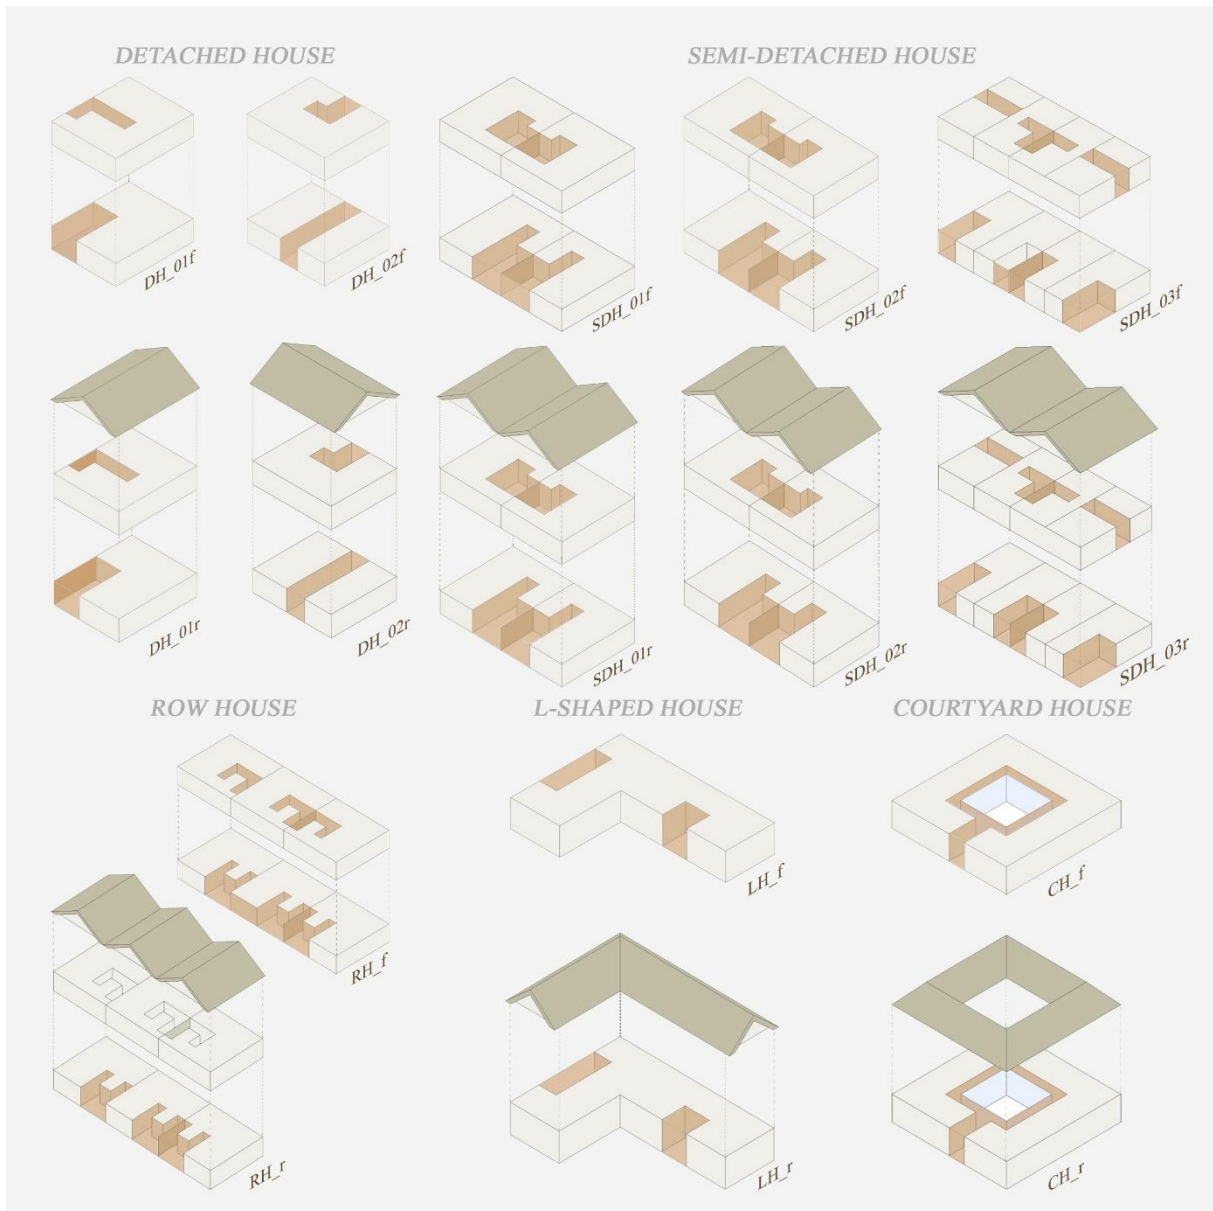 DETACHED HOUSE
SEMI-DETACHED HOUSE
DH_01f
DH_02f
SDH_01f
SDH_02f
SDH_03f
DH_01r
DH_02r
SDH_01r
SDH_02r
SDH_03r
ROW HOUSE
L-SHAPED HOUSE
COURTYARD HOUSE
RH_f
LH_f
CH_f
RH_r
LH_r
CH_r